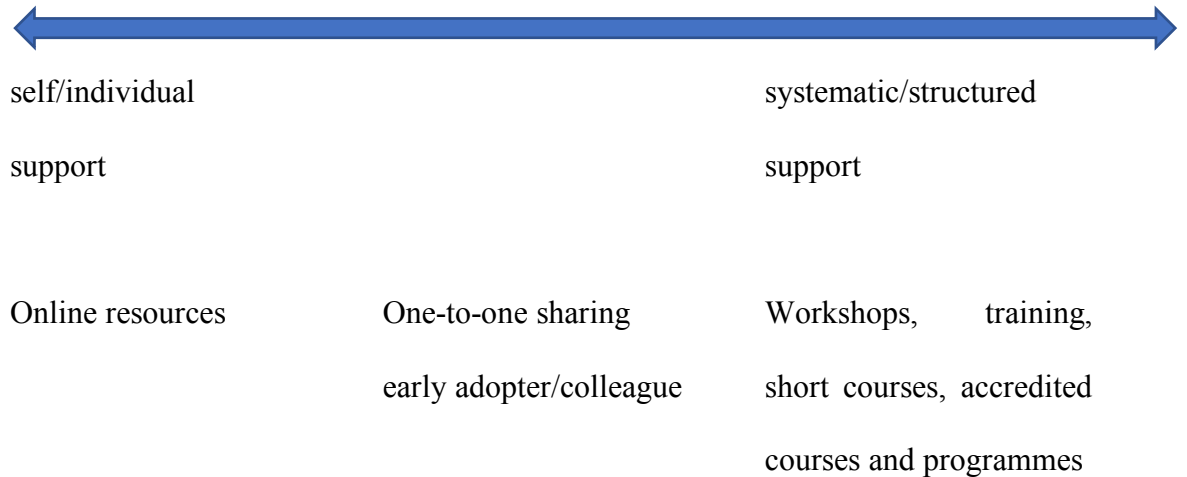 self/individual
support
systematic/structured
support
Online resources
One-to-one sharing
early adopter/colleague
Workshops, training,
short courses, accredited
courses and programmes